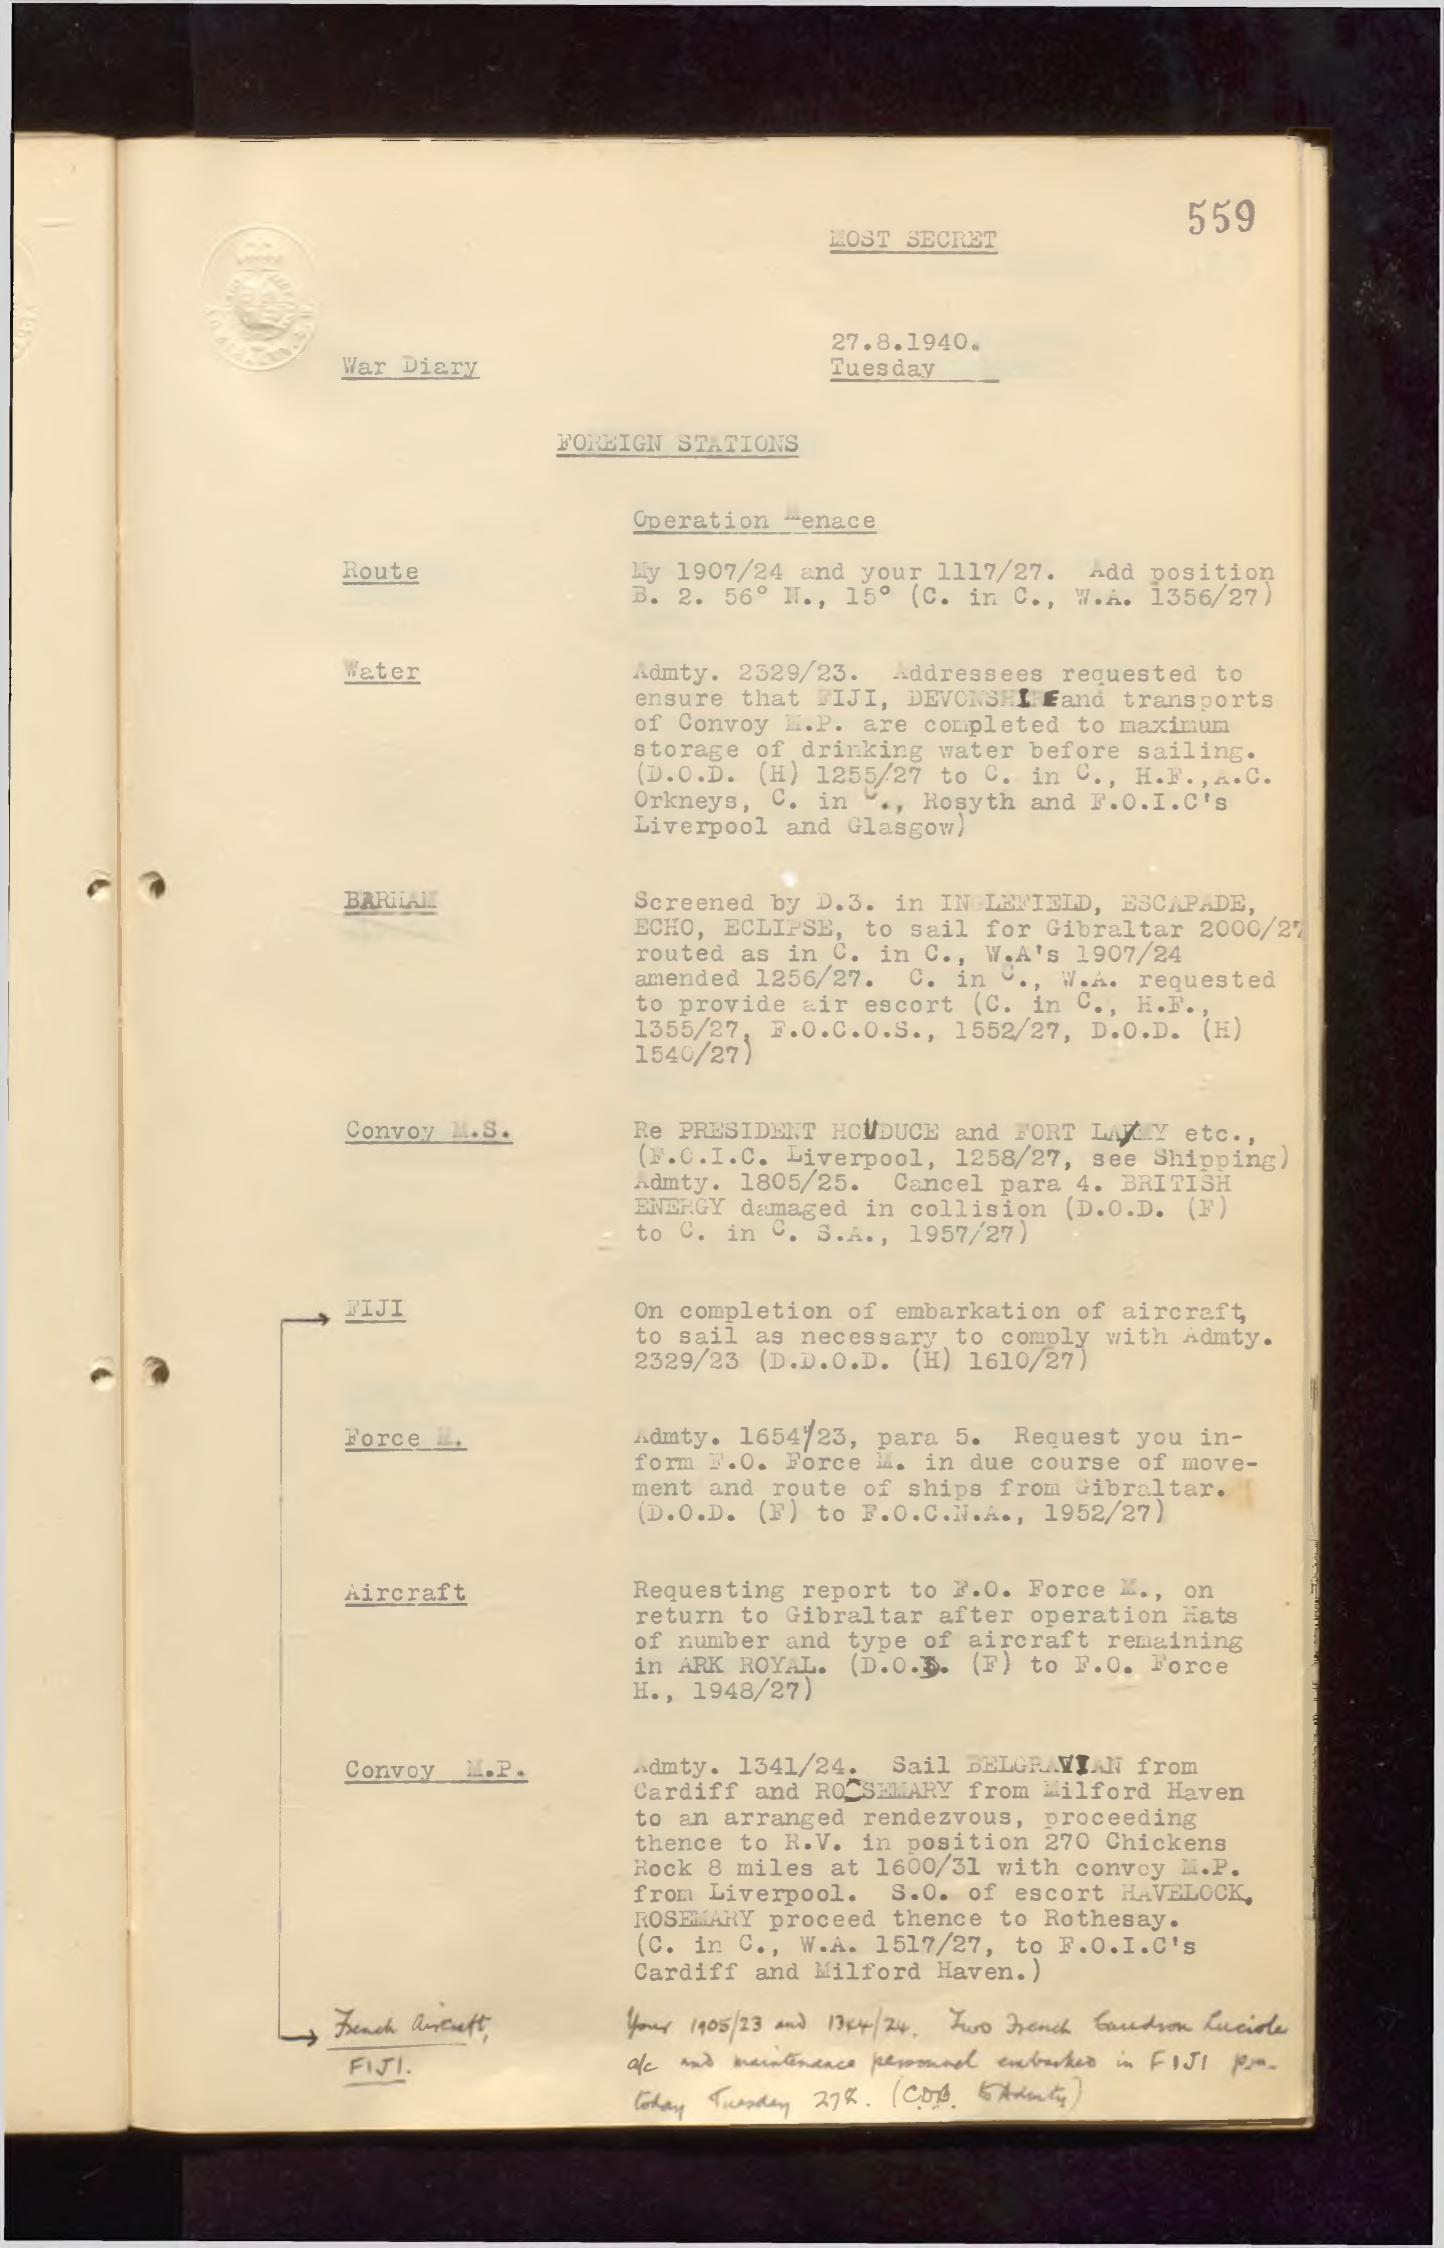 559
MOST SECRET
27.8.1940.
War Diary
Tuesday
FOREIGN STATIONS
Operation Menace
Route
My 1907/24 and your 1117/27. Add position
B. 2. 56° N., 15° (C. in C., W.A. 1356/27)
Water
Admty. 2329/23. Addressees requested to
ensure that FIJI, DEVONSHIRE and transports
of Convoy M.P. are completed to maximum
storage of drinking water before sailing.
(D.O.D. (H) 1255/27 to C. in C., H.F.,A.C.
Orkneys, C. in C., Rosyth and F.O.I.C's
Liverpool and Glasgow)
BARHAM
Screened by D.3. in INGLEFIELD, ESCAPADE,
ECHO, ECLIPSE, to sail for Gibraltar 2000/27
routed as in C. in C., W.A's 1907/24
amended 1256/27. C. in C., W.A. requested
to provide air escort (C. in C., H.F.,
1355/27, F.O.C.O.S., 1552/27, D.O.D. (H)
1540/27)
Convoy M.S.
Re PRESIDENT HOUDUCE and FORT LAMY etc.,
(F.O.I.C. Liverpool, 1258/27, see Shipping)
Admty. 1805/25. Cancel para 4. BRITISH
ENERGY damaged in collision (D.O.D. (F)
to C. in C. S.A., 1957/27)
FIJI
On completion of embarkation of aircraft,
to sail as necessary to comply with Admty.
2329/23 (D.D.O.D. (H) 1610/27)
Force M.
Admty. 1654/23, para 5. Request you in-
form F.O. Force M. in due course of move-
ment and route of ships from Gibraltar.
(D.O.D. (F) to F.O.C.N.A., 1952/27)
Aircraft
Requesting report to F.O. Force M., on
return to Gibraltar after operation Hats
of number and type of aircraft remaining
in ARK ROYAL. (D.O.D. (F) to F.O. Force
H., 1948/27)
Convoy M.P.
Admty. 1341/24. Sail BELGRAVIAN from
Cardiff and ROSEMARY from Milford Haven
to an arranged rendezvous, proceeding
thence to R.V. in position 270 Chickens
Rock 8 miles at 1600/31 with convoy M.P.
from Liverpool. S.O. of escort HAVELOCK,
ROSEMARY proceed thence to Rothesay.
(C. in C., W.A. 1517/27, to F.O.I.C's
Cardiff and Milford Haven.)
French Aircraft,
FIJI.
Your 1905/23 and /24. Two French Caudron Luciole
a/c and maintenance personnel embarked in FIJI p.m.
today Tuesday 27th. ( to Admty)